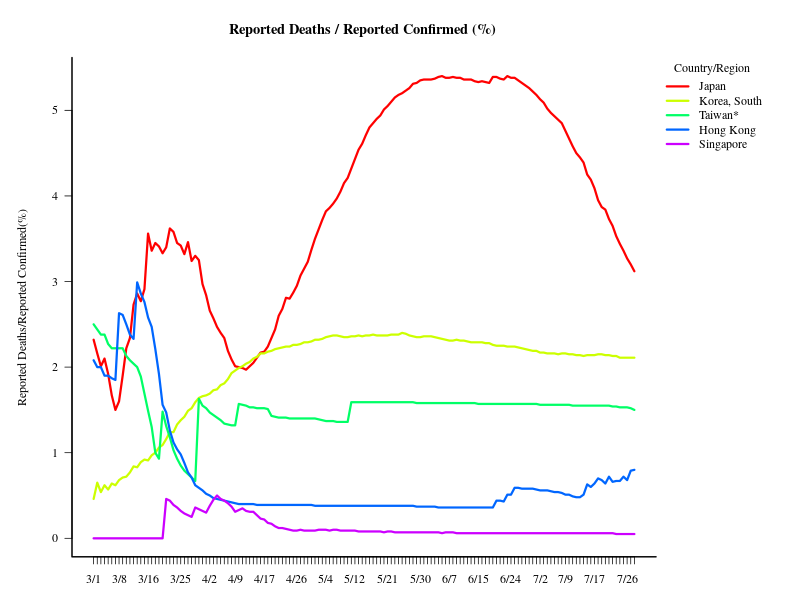 Reported Deaths / Reported Confirmed (%)
Country/Region
Japan
Korea, South
Taiwan*
Hong Kong
Singapore
Reported Deaths/Reported Confirmed(%)
5
4
3
2
1
0
3/1 3/8 3/16 3/25 4/2 4/9 4/17 4/26 5/4 5/12 5/21 5/30 6/7 6/15 6/24 7/2 7/9 7/17 7/26